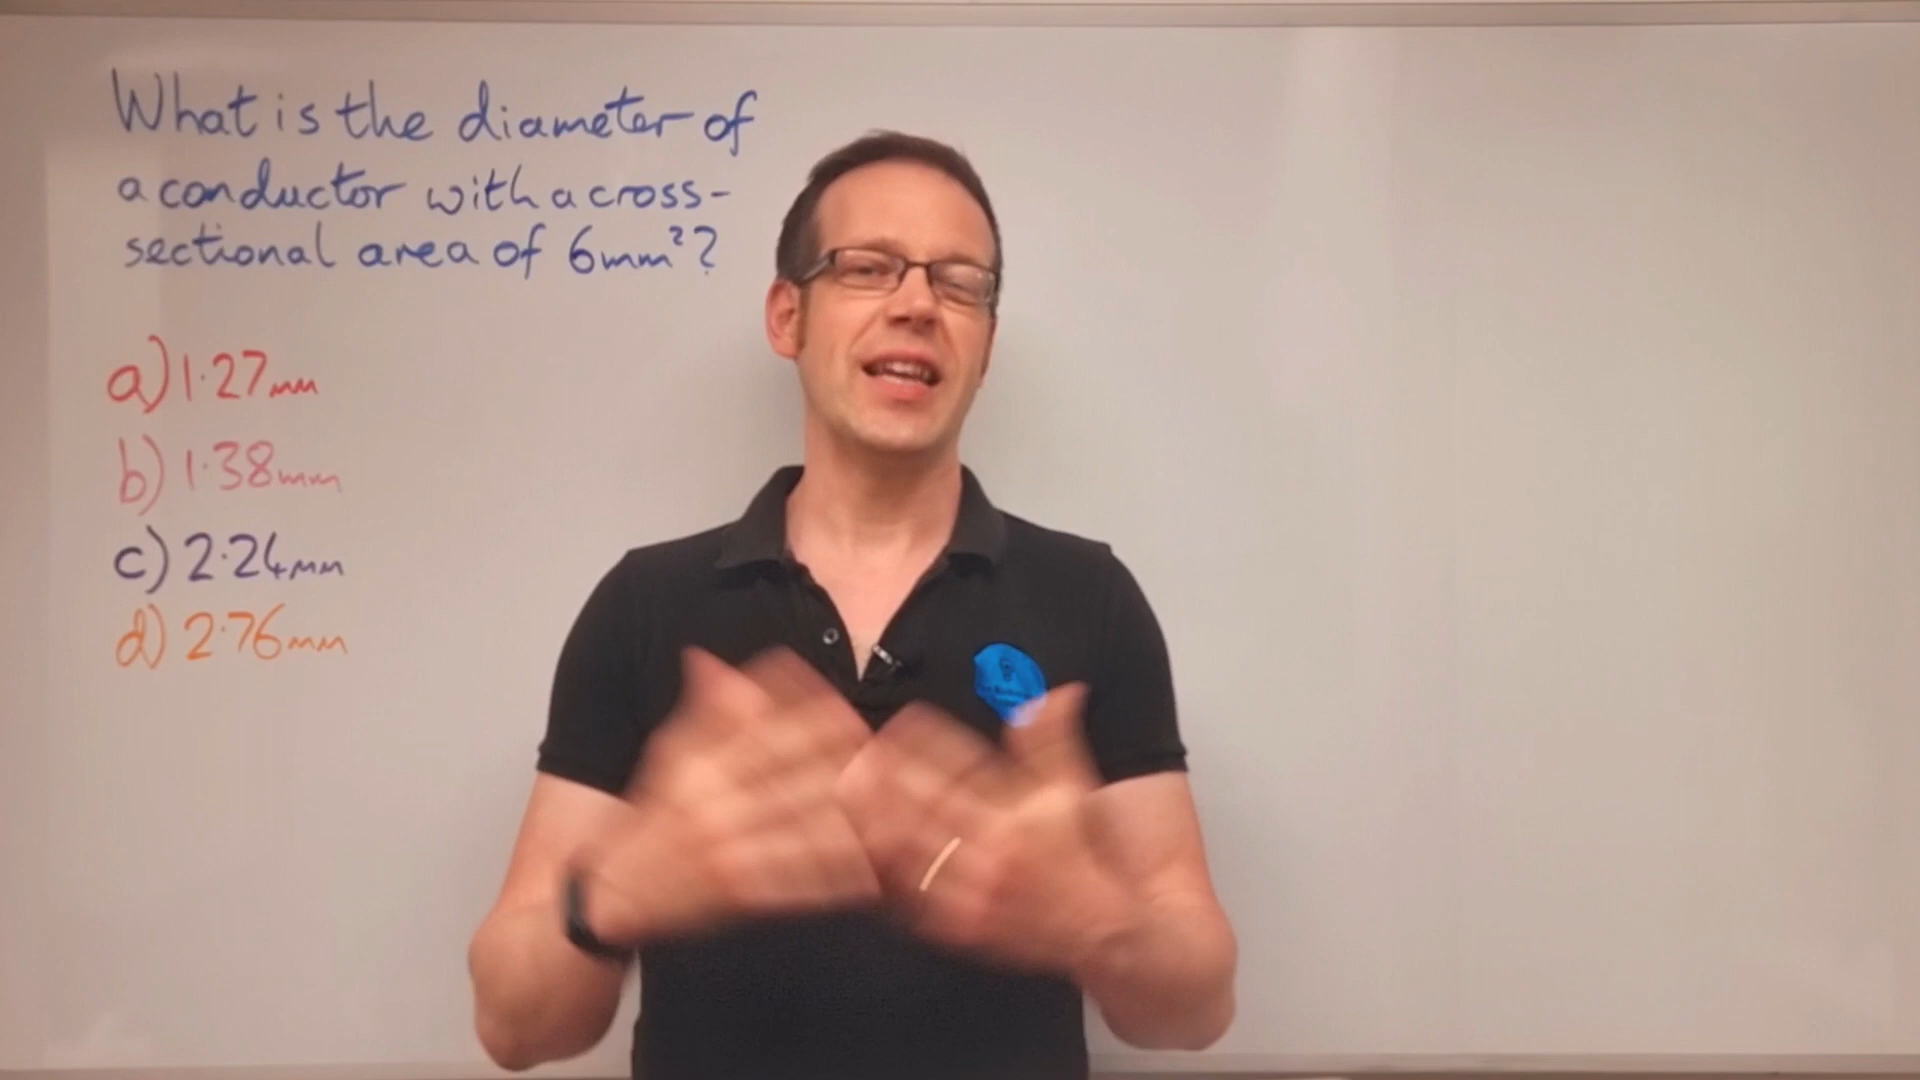 What is the diameter of
a conductor with a cross-
sectional area of 6mm²?
a) 1·27mm
b) 1·38mm
c) 2·24mm
d) 2·76mm